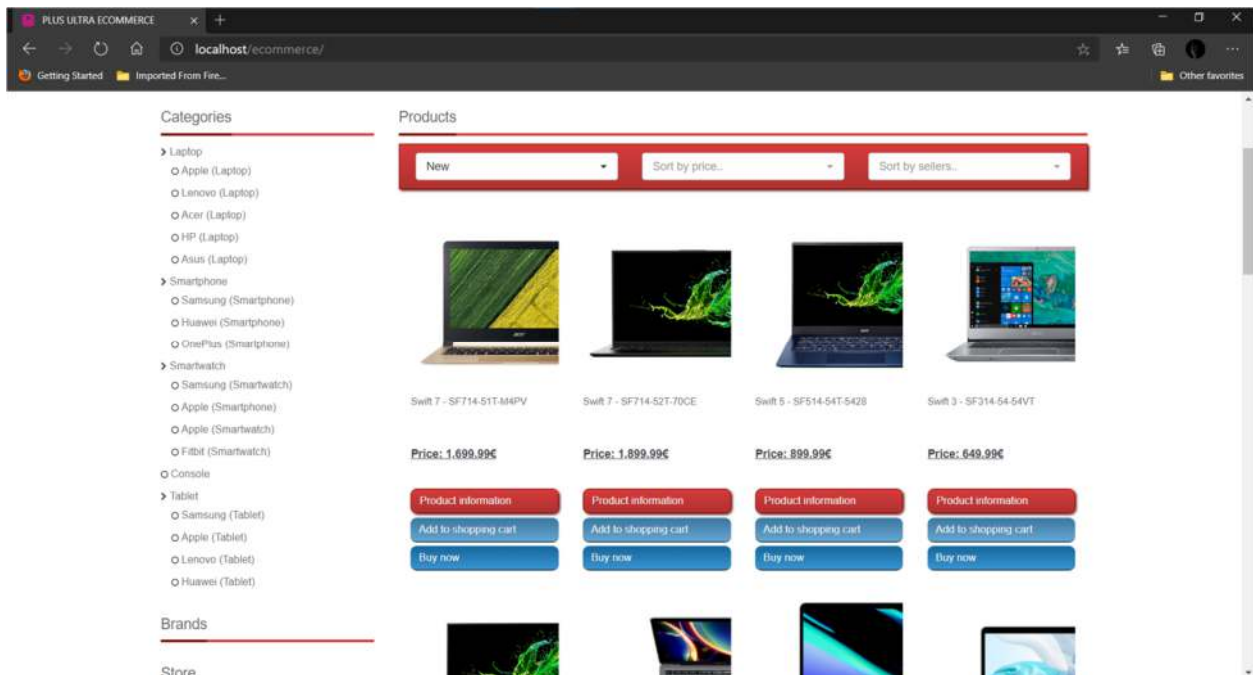 PLUS ULTRA ECOMMERCE
localhost/ecommerce/
Getting Started
Imported From Fire...
Other favorites
Categories
Laptop
Apple (Laptop)
Lenovo (Laptop)
Acer (Laptop)
HP (Laptop)
Asus (Laptop)
Smartphone
Samsung (Smartphone)
Huawei (Smartphone)
OnePlus (Smartphone)
Smartwatch
Samsung (Smartwatch)
Apple (Smartphone)
Apple (Smartwatch)
Fitbit (Smartwatch)
Console
Tablet
Samsung (Tablet)
Apple (Tablet)
Lenovo (Tablet)
Huawei (Tablet)
Brands
Store
Products
New
Sort by price..
Sort by sellers..
Swift 7 - SF714-51T-M4PV
Swift 7 - SF714-52T-70CE
Swift 5 - SF514-54T-5428
Swift 3 - SF314-54-54VT
Price: 1,699.99€
Price: 1,899.99€
Price: 899.99€
Price: 649.99€
Product information
Product information
Product information
Product information
Add to shopping cart
Add to shopping cart
Add to shopping cart
Add to shopping cart
Buy now
Buy now
Buy now
Buy now